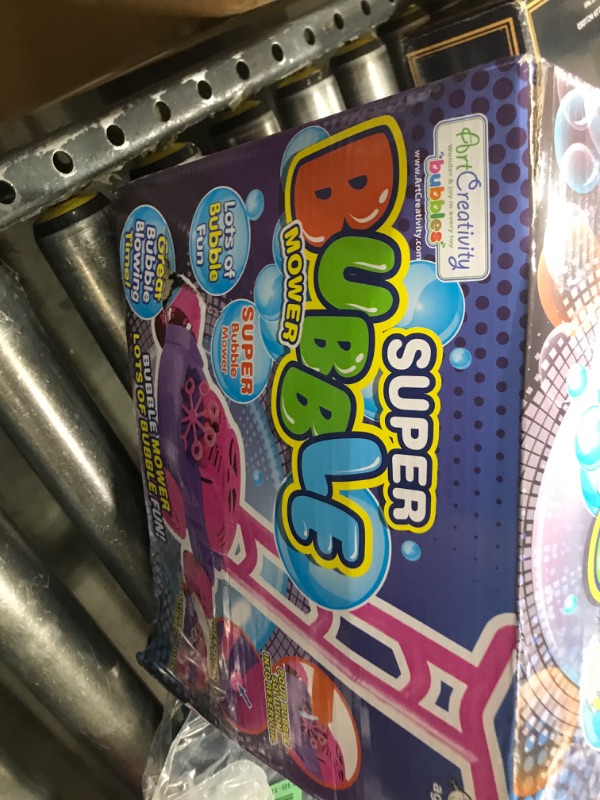 ArtCreativity
Wonder & joy in every toy
bubbles
www.ArtCreativity.com
SUPER
BUBBLE
MOWER
Lots of
Bubble
Fun
Great
Bubble
Blowing
Time!
SUPER
Bubble
Mower
BUBBLE MOWER
LOTS OF BUBBLE FUN!